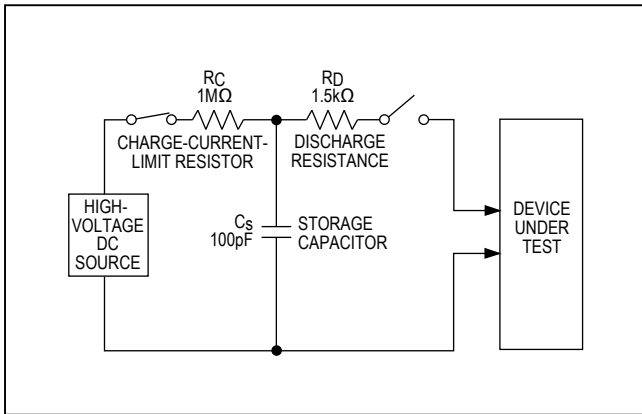 RC
1MΩ
CHARGE-CURRENT-
LIMIT RESISTOR
RD
1.5kΩ
DISCHARGE
RESISTANCE
HIGH-
VOLTAGE
DC
SOURCE
Cs
100pF
STORAGE
CAPACITOR
DEVICE
UNDER
TEST